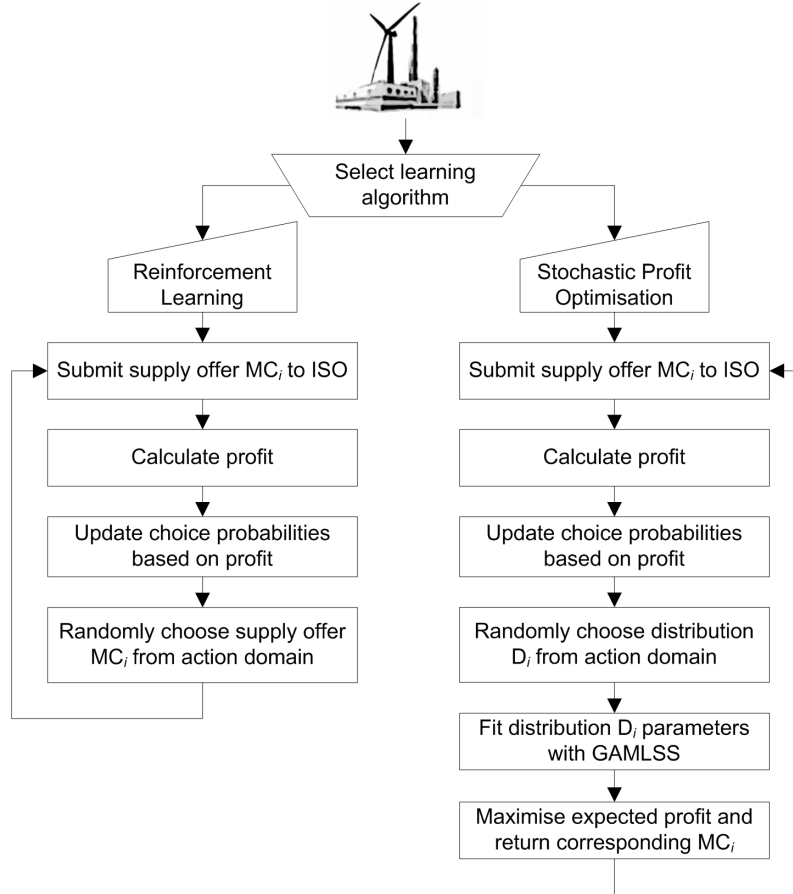 Select learning
algorithm
Reinforcement
Learning
Submit supply offer MCi to ISO
Calculate profit
Update choice probabilities
based on profit
Randomly choose supply offer
MCi from action domain
Stochastic Profit
Optimisation
Submit supply offer MCi to ISO
Calculate profit
Update choice probabilities
based on profit
Randomly choose distribution
Di from action domain
Fit distribution Di parameters
with GAMLSS
Maximise expected profit and
return corresponding MCi